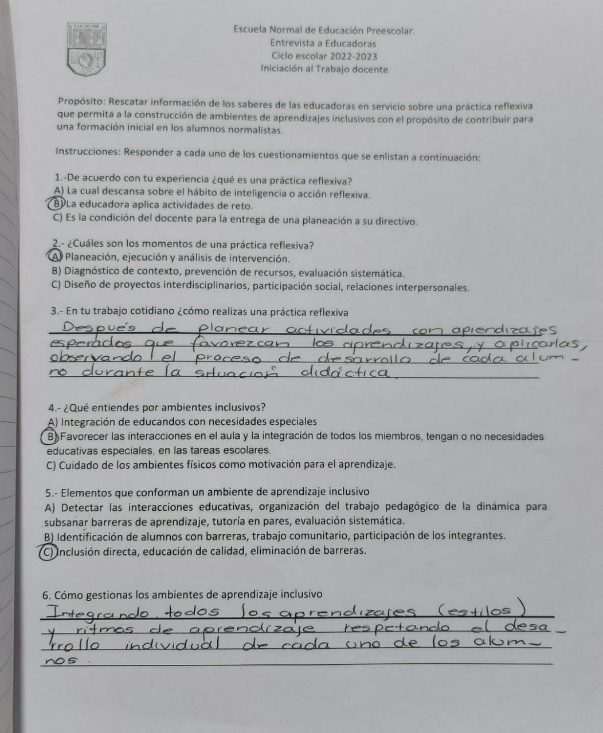 Escuela Normal de Educación Preescolar.
Entrevista a Educadoras
Ciclo escolar 2022-2023
Iniciación al Trabajo docente
Propósito: Rescatar información de los saberes de las educadoras en servicio sobre una práctica reflexiva
que permita a la construcción de ambientes de aprendizajes inclusivos con el propósito de contribuir para
una formación inicial en los alumnos normalistas.
Instrucciones: Responder a cada uno de los cuestionamientos que se enlistan a continuación:
1.-De acuerdo con tu experiencia ¿qué es una práctica reflexiva?
A) La cual descansa sobre el hábito de inteligencia o acción reflexiva.
B) La educadora aplica actividades de reto.
C) Es la condición del docente para la entrega de una planeación a su directivo.
2.- ¿Cuáles son los momentos de una práctica reflexiva?
A) Planeación, ejecución y análisis de intervención.
B) Diagnóstico de contexto, prevención de recursos, evaluación sistemática.
C) Diseño de proyectos interdisciplinarios, participación social, relaciones interpersonales.
3.- En tu trabajo cotidiano ¿cómo realizas una práctica reflexiva
Después de planear actividades con aprendizajes
esperados que favorezcan los aprendizajes, y aplicarlas,
observando el proceso de desarrollo de cada alum-
no durante la situación didáctica.
4.- ¿Qué entiendes por ambientes inclusivos?
A) Integración de educandos con necesidades especiales
B) Favorecer las interacciones en el aula y la integración de todos los miembros, tengan o no necesidades
educativas especiales, en las tareas escolares.
C) Cuidado de los ambientes físicos como motivación para el aprendizaje.
5.- Elementos que conforman un ambiente de aprendizaje inclusivo
A) Detectar las interacciones educativas, organización del trabajo pedagógico de la dinámica para
subsanar barreras de aprendizaje, tutoría en pares, evaluación sistemática.
B) Identificación de alumnos con barreras, trabajo comunitario, participación de los integrantes.
C) Inclusión directa, educación de calidad, eliminación de barreras.
6. Cómo gestionas los ambientes de aprendizaje inclusivo
Integrando todos los aprendizajes (estilos)
y ritmos de aprendizaje respetando el desa-
rrollo individual de cada uno de los alum-
nos.